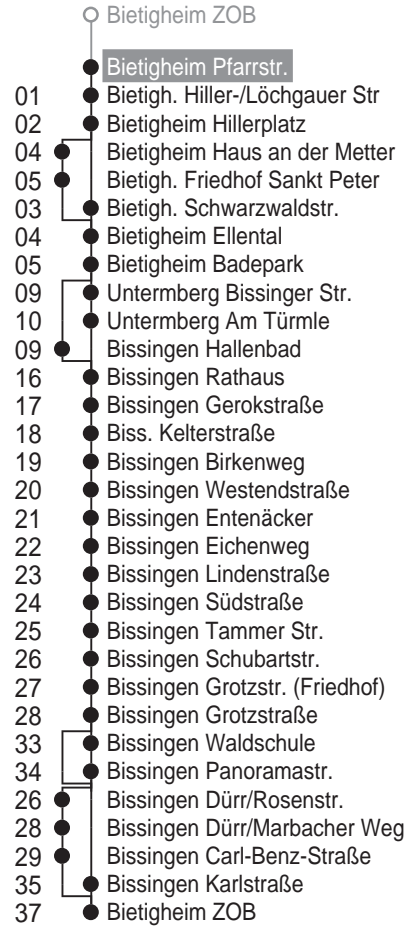 Bietigheim ZOB
Bietigheim Pfarrstr.
01 Bietigh. Hiller-/Löchgauer Str
02 Bietigheim Hillerplatz
04 Bietigheim Haus an der Metter
05 Bietigh. Friedhof Sankt Peter
03 Bietigh. Schwarzwaldstr.
04 Bietigheim Ellental
05 Bietigheim Badepark
09 Untermberg Bissinger Str.
10 Untermberg Am Türmle
09 Bissingen Hallenbad
16 Bissingen Rathaus
17 Bissingen Gerokstraße
18 Biss. Kelterstraße
19 Bissingen Birkenweg
20 Bissingen Westendstraße
21 Bissingen Entenäcker
22 Bissingen Eichenweg
23 Bissingen Lindenstraße
24 Bissingen Südstraße
25 Bissingen Tammer Str.
26 Bissingen Schubartstr.
27 Bissingen Grotzstr. (Friedhof)
28 Bissingen Grotzstraße
33 Bissingen Waldschule
34 Bissingen Panoramastr.
26 Bissingen Dürr/Rosenstr.
28 Bissingen Dürr/Marbacher Weg
29 Bissingen Carl-Benz-Straße
35 Bissingen Karlstraße
37 Bietigheim ZOB